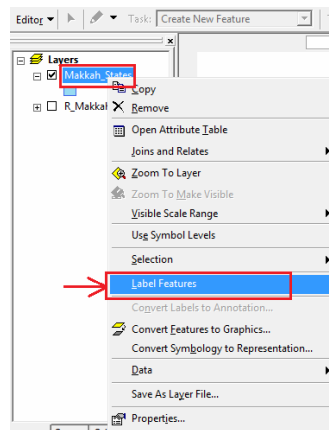 Editor Task: Create New Feature
x
Layers
Makkah_States
R_Makkah
Copy
Remove
Open Attribute Table
Joins and Relates
Zoom To Layer
Zoom To Make Visible
Visible Scale Range
Use Symbol Levels
Selection
Label Features
Convert Labels to Annotation...
Convert Features to Graphics...
Convert Symbology to Representation...
Data
Save As Layer File...
Properties...